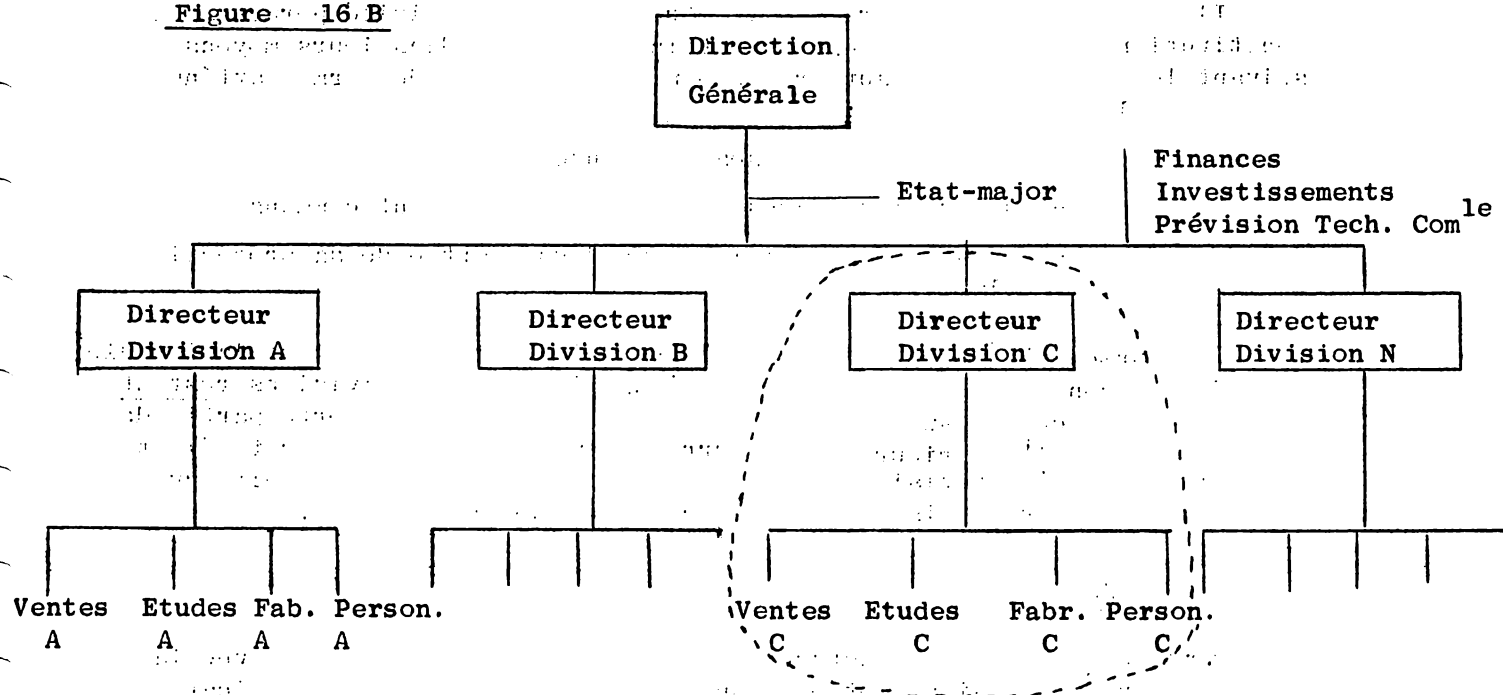 Figure 16 B
Direction
Générale
Etat-major
Finances
Investissements
Prévision Tech. Com le
Directeur
Division A
Directeur
Division B
Directeur
Division C
Directeur
Division N
Ventes Etudes Fab. Person.
A A A A
Ventes Etudes Fabr. Person.
C C C C